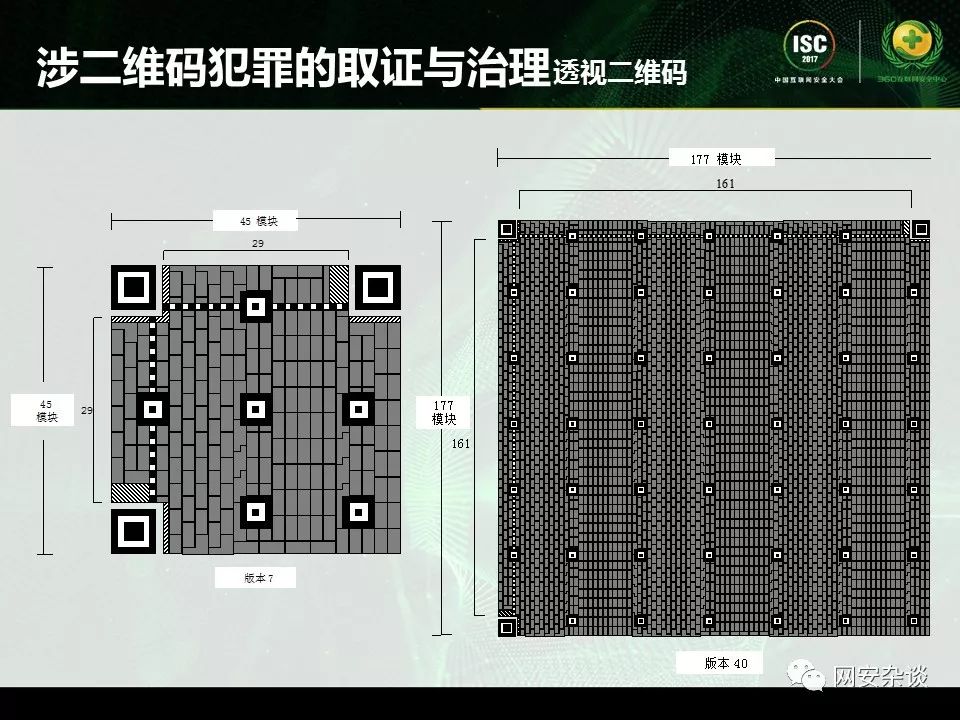 涉二维码犯罪的取证与治理透视二维码
ISC
2017
中国互联网安全大会
360互联网安全中心
45 模块
29
45
模块
29
版本 7
177 模块
161
177
模块
161
版本 40
网安杂谈